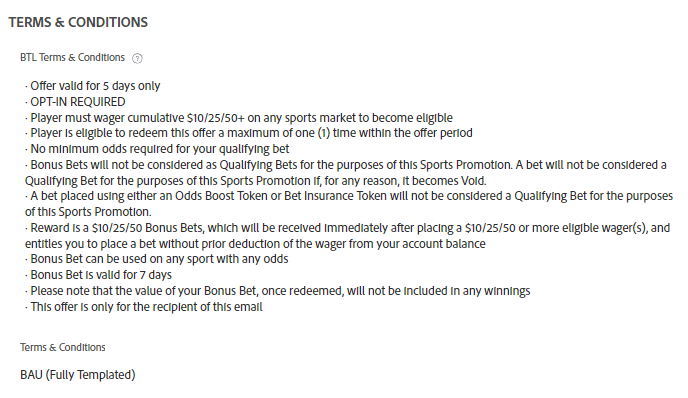 TERMS & CONDITIONS
BTL Terms & Conditions ?
· Offer valid for 5 days only
· OPT-IN REQUIRED
· Player must wager cumulative $10/25/50+ on any sports market to become eligible
· Player is eligible to redeem this offer a maximum of one (1) time within the offer period
· No minimum odds required for your qualifying bet
· Bonus Bets will not be considered as Qualifying Bets for the purposes of this Sports Promotion. A bet will not be considered a
Qualifying Bet for the purposes of this Sports Promotion if, for any reason, it becomes Void.
· A bet placed using either an Odds Boost Token or Bet Insurance Token will not be considered a Qualifying Bet for the purposes
of this Sports Promotion.
· Reward is a $10/25/50 Bonus Bets, which will be received immediately after placing a $10/25/50 or more eligible wager(s), and
entitles you to place a bet without prior deduction of the wager from your account balance
· Bonus Bet can be used on any sport with any odds
· Bonus Bet is valid for 7 days
· Please note that the value of your Bonus Bet, once redeemed, will not be included in any winnings
· This offer is only for the recipient of this email
Terms & Conditions
BAU (Fully Templated)